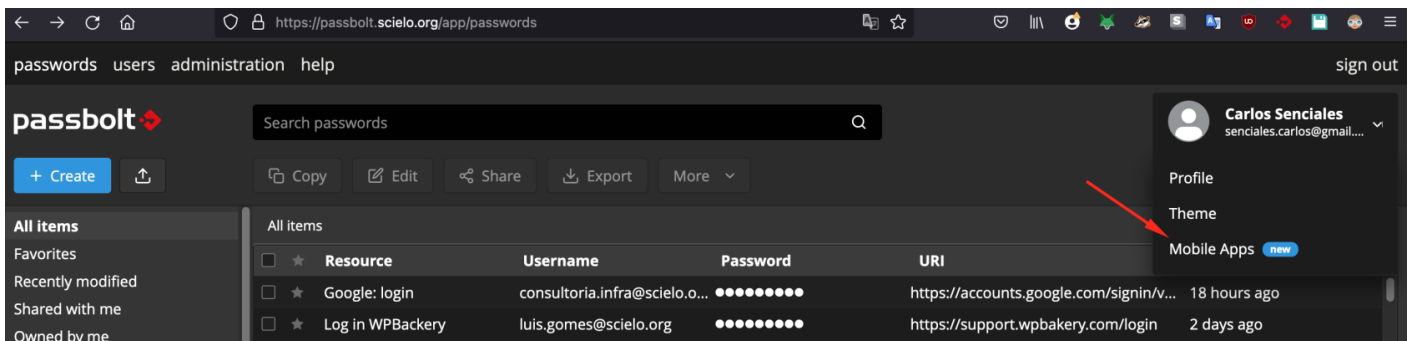 https://passbolt.scielo.org/app/passwords
passwords users administration help sign out
passbolt
Search passwords
Carlos Senciales
senciales.carlos@gmail....
+ Create Copy Edit Share Export More
Profile
Theme
Mobile Apps new
All items
Favorites
Recently modified
Shared with me
Owned by me
All items
Resource Username Password URI
Google: login consultoria.infra@scielo.o... ●●●●●●●●● https://accounts.google.com/signin/v... 18 hours ago
Log in WPBackery luis.gomes@scielo.org ●●●●●●●●● https://support.wpbakery.com/login 2 days ago